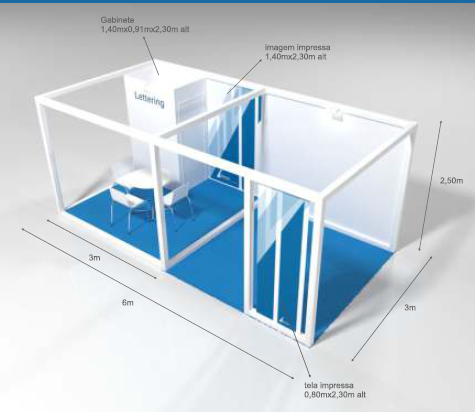 Gabinete
1,40mx0,91mx2,30m alt
imagem impressa
1,40mx2,30m alt
Lettering
2,50m
3m
6m
3m
tela impressa
0,80mx2,30m alt